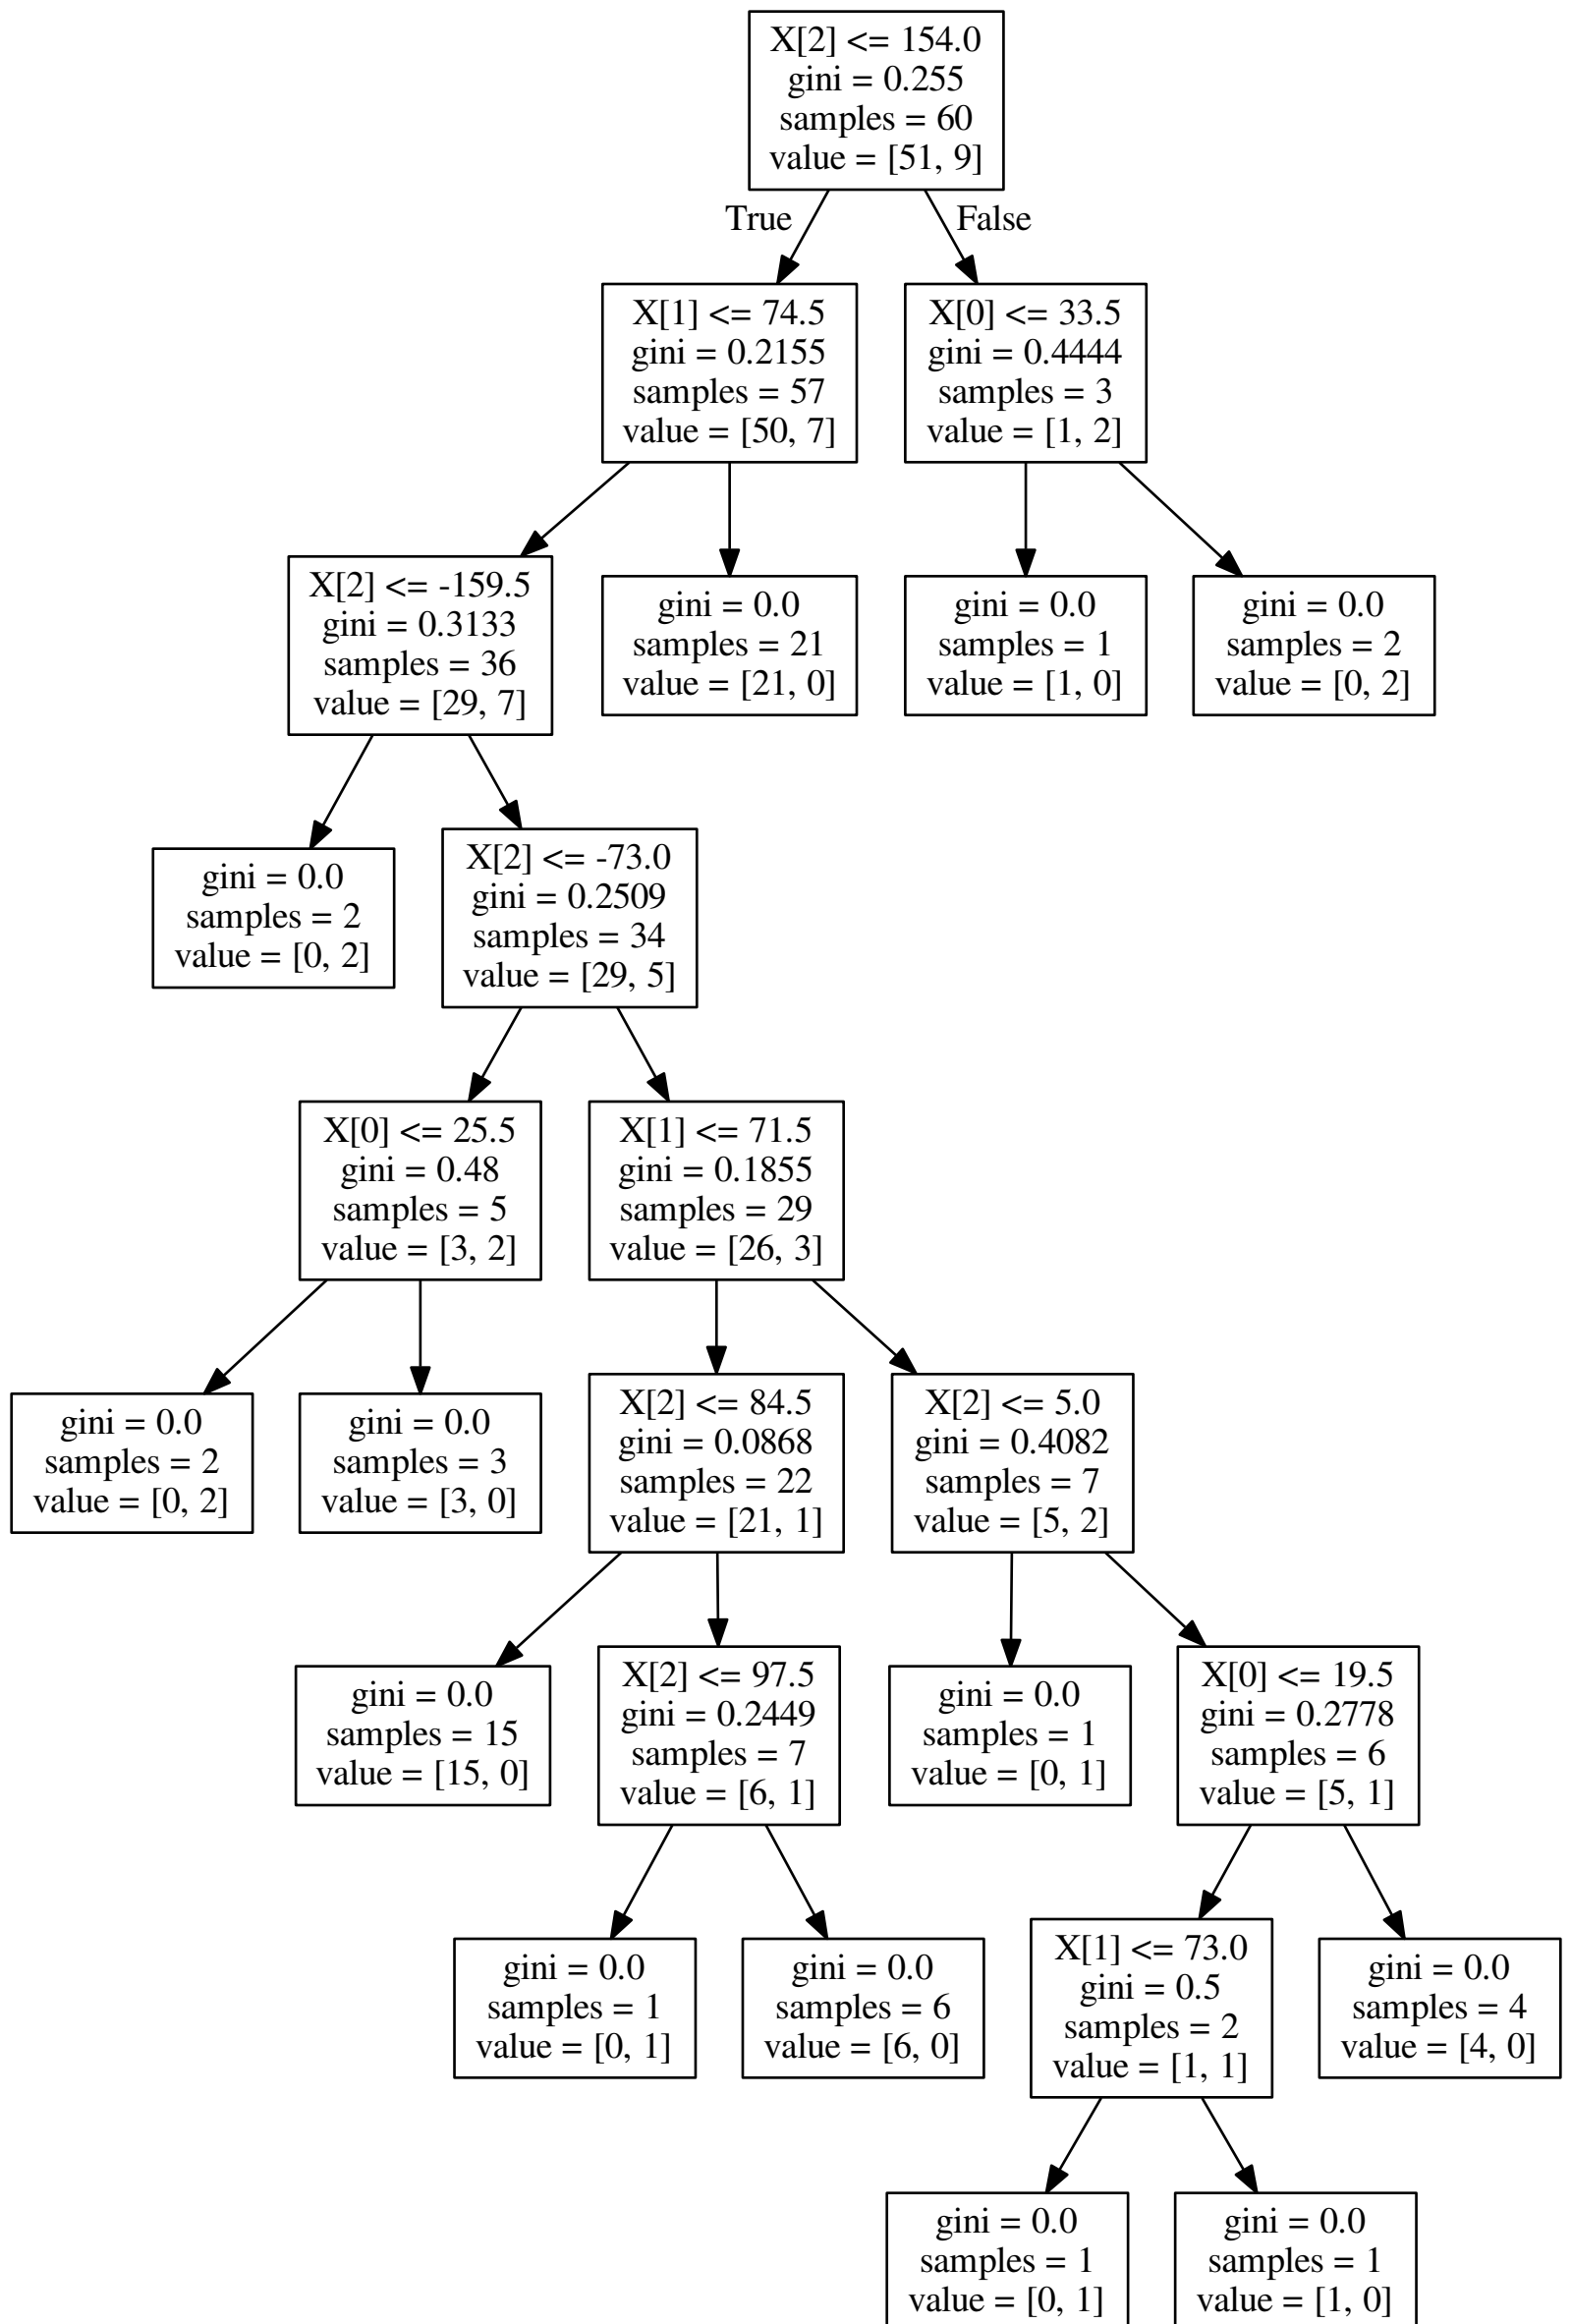 X[2] <= 154.0
gini = 0.255
samples = 60
value = [51, 9]
True
False
X[1] <= 74.5
gini = 0.2155
samples = 57
value = [50, 7]
X[0] <= 33.5
gini = 0.4444
samples = 3
value = [1, 2]
X[2] <= -159.5
gini = 0.3133
samples = 36
value = [29, 7]
gini = 0.0
samples = 21
value = [21, 0]
gini = 0.0
samples = 1
value = [1, 0]
gini = 0.0
samples = 2
value = [0, 2]
gini = 0.0
samples = 2
value = [0, 2]
X[2] <= -73.0
gini = 0.2509
samples = 34
value = [29, 5]
X[0] <= 25.5
gini = 0.48
samples = 5
value = [3, 2]
X[1] <= 71.5
gini = 0.1855
samples = 29
value = [26, 3]
gini = 0.0
samples = 2
value = [0, 2]
gini = 0.0
samples = 3
value = [3, 0]
X[2] <= 84.5
gini = 0.0868
samples = 22
value = [21, 1]
X[2] <= 5.0
gini = 0.4082
samples = 7
value = [5, 2]
gini = 0.0
samples = 15
value = [15, 0]
X[2] <= 97.5
gini = 0.2449
samples = 7
value = [6, 1]
gini = 0.0
samples = 1
value = [0, 1]
X[0] <= 19.5
gini = 0.2778
samples = 6
value = [5, 1]
gini = 0.0
samples = 1
value = [0, 1]
gini = 0.0
samples = 6
value = [6, 0]
X[1] <= 73.0
gini = 0.5
samples = 2
value = [1, 1]
gini = 0.0
samples = 4
value = [4, 0]
gini = 0.0
samples = 1
value = [0, 1]
gini = 0.0
samples = 1
value = [1, 0]